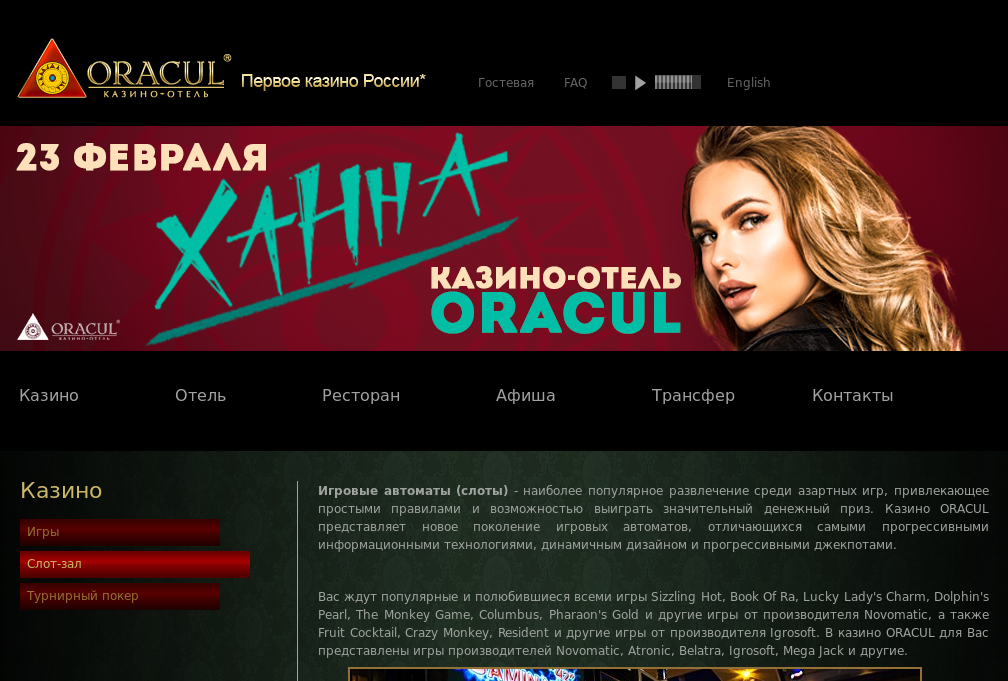 ORACUL®
КАЗИНО-ОТЕЛЬ
Первое казино России*
Гостевая
FAQ
English
23 ФЕВРАЛЯ
ХАННА
КАЗИНО-ОТЕЛЬ
ORACUL
ORACUL
КАЗИНО-ОТЕЛЬ
Казино
Отель
Ресторан
Афиша
Трансфер
Контакты
Казино
Игры
Слот-зал
Турнирный покер
Игровые автоматы (слоты) - наиболее популярное развлечение среди азартных игр, привлекающее
простыми правилами и возможностью выиграть значительный денежный приз. Казино ORACUL
представляет новое поколение игровых автоматов, отличающихся самыми прогрессивными
информационными технологиями, динамичным дизайном и прогрессивными джекпотами.
Вас ждут популярные и полюбившиеся всеми игры Sizzling Hot, Book Of Ra, Lucky Lady's Charm, Dolphin's
Pearl, The Monkey Game, Columbus, Pharaon's Gold и другие игры от производителя Novomatic, а также
Fruit Cocktail, Crazy Monkey, Resident и другие игры от производителя Igrosoft. В казино ORACUL для Вас
представлены игры производителей Novomatic, Atronic, Belatra, Igrosoft, Mega Jack и другие.